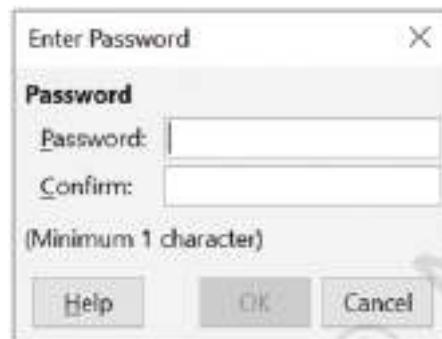 Enter Password
Password
Password:
Confirm:
(Minimum 1 character)
Help OK Cancel